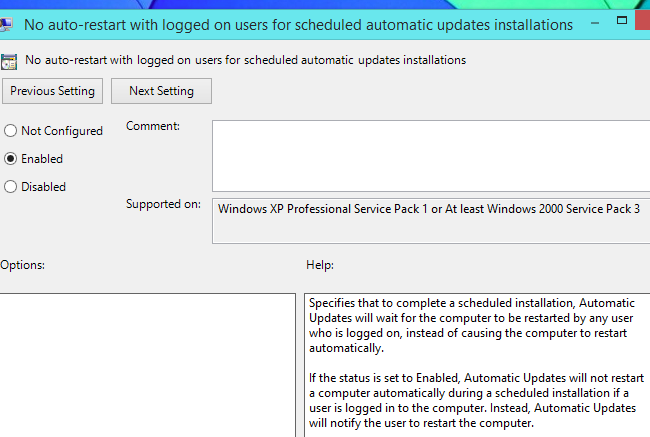 No auto-restart with logged on users for scheduled automatic updates installations
No auto-restart with logged on users for scheduled automatic updates installations
Previous Setting
Next Setting
Not Configured
Enabled
Disabled
Comment:
Supported on:
Windows XP Professional Service Pack 1 or At least Windows 2000 Service Pack 3
Options:
Help:
Specifies that to complete a scheduled installation, Automatic
Updates will wait for the computer to be restarted by any user
who is logged on, instead of causing the computer to restart
automatically.
If the status is set to Enabled, Automatic Updates will not restart
a computer automatically during a scheduled installation if a
user is logged in to the computer. Instead, Automatic Updates
will notify the user to restart the computer.